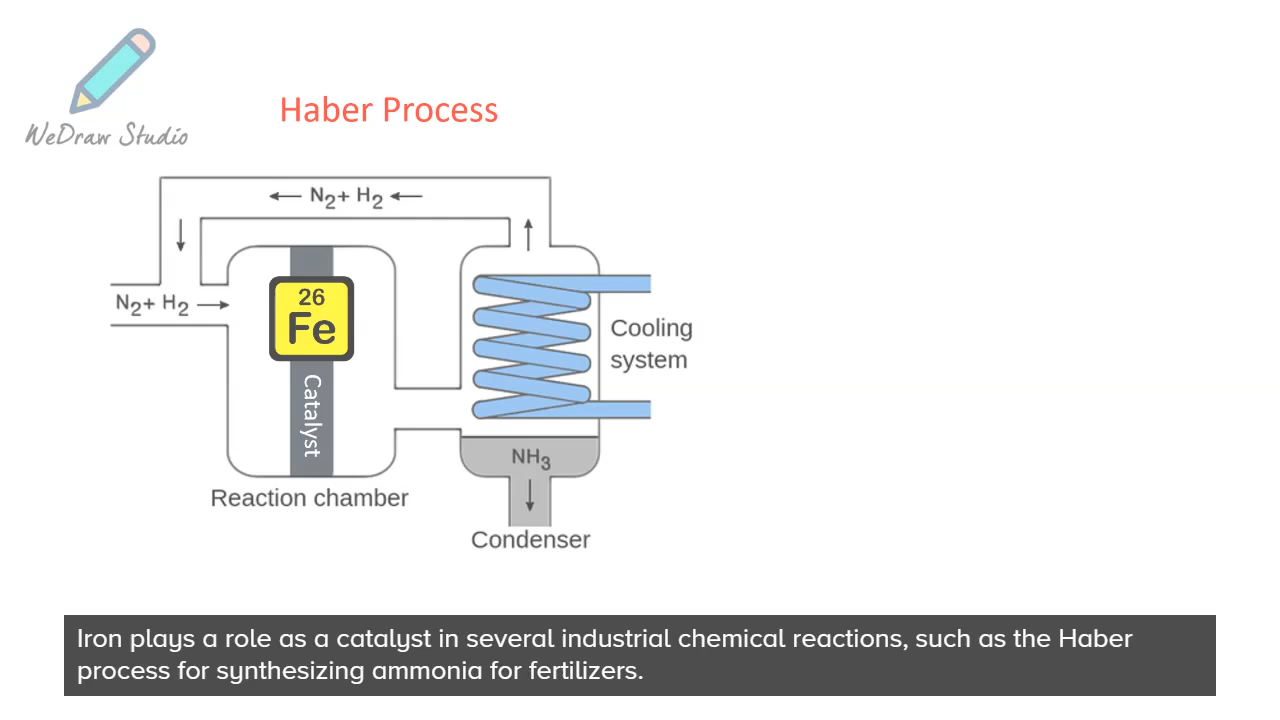 WeDraw Studio
Haber Process
← N₂+ H₂ ←
N₂+ H₂ →
26
Fe
Catalyst
Cooling
system
NH₃
Reaction chamber
Condenser
Iron plays a role as a catalyst in several industrial chemical reactions, such as the Haber
process for synthesizing ammonia for fertilizers.